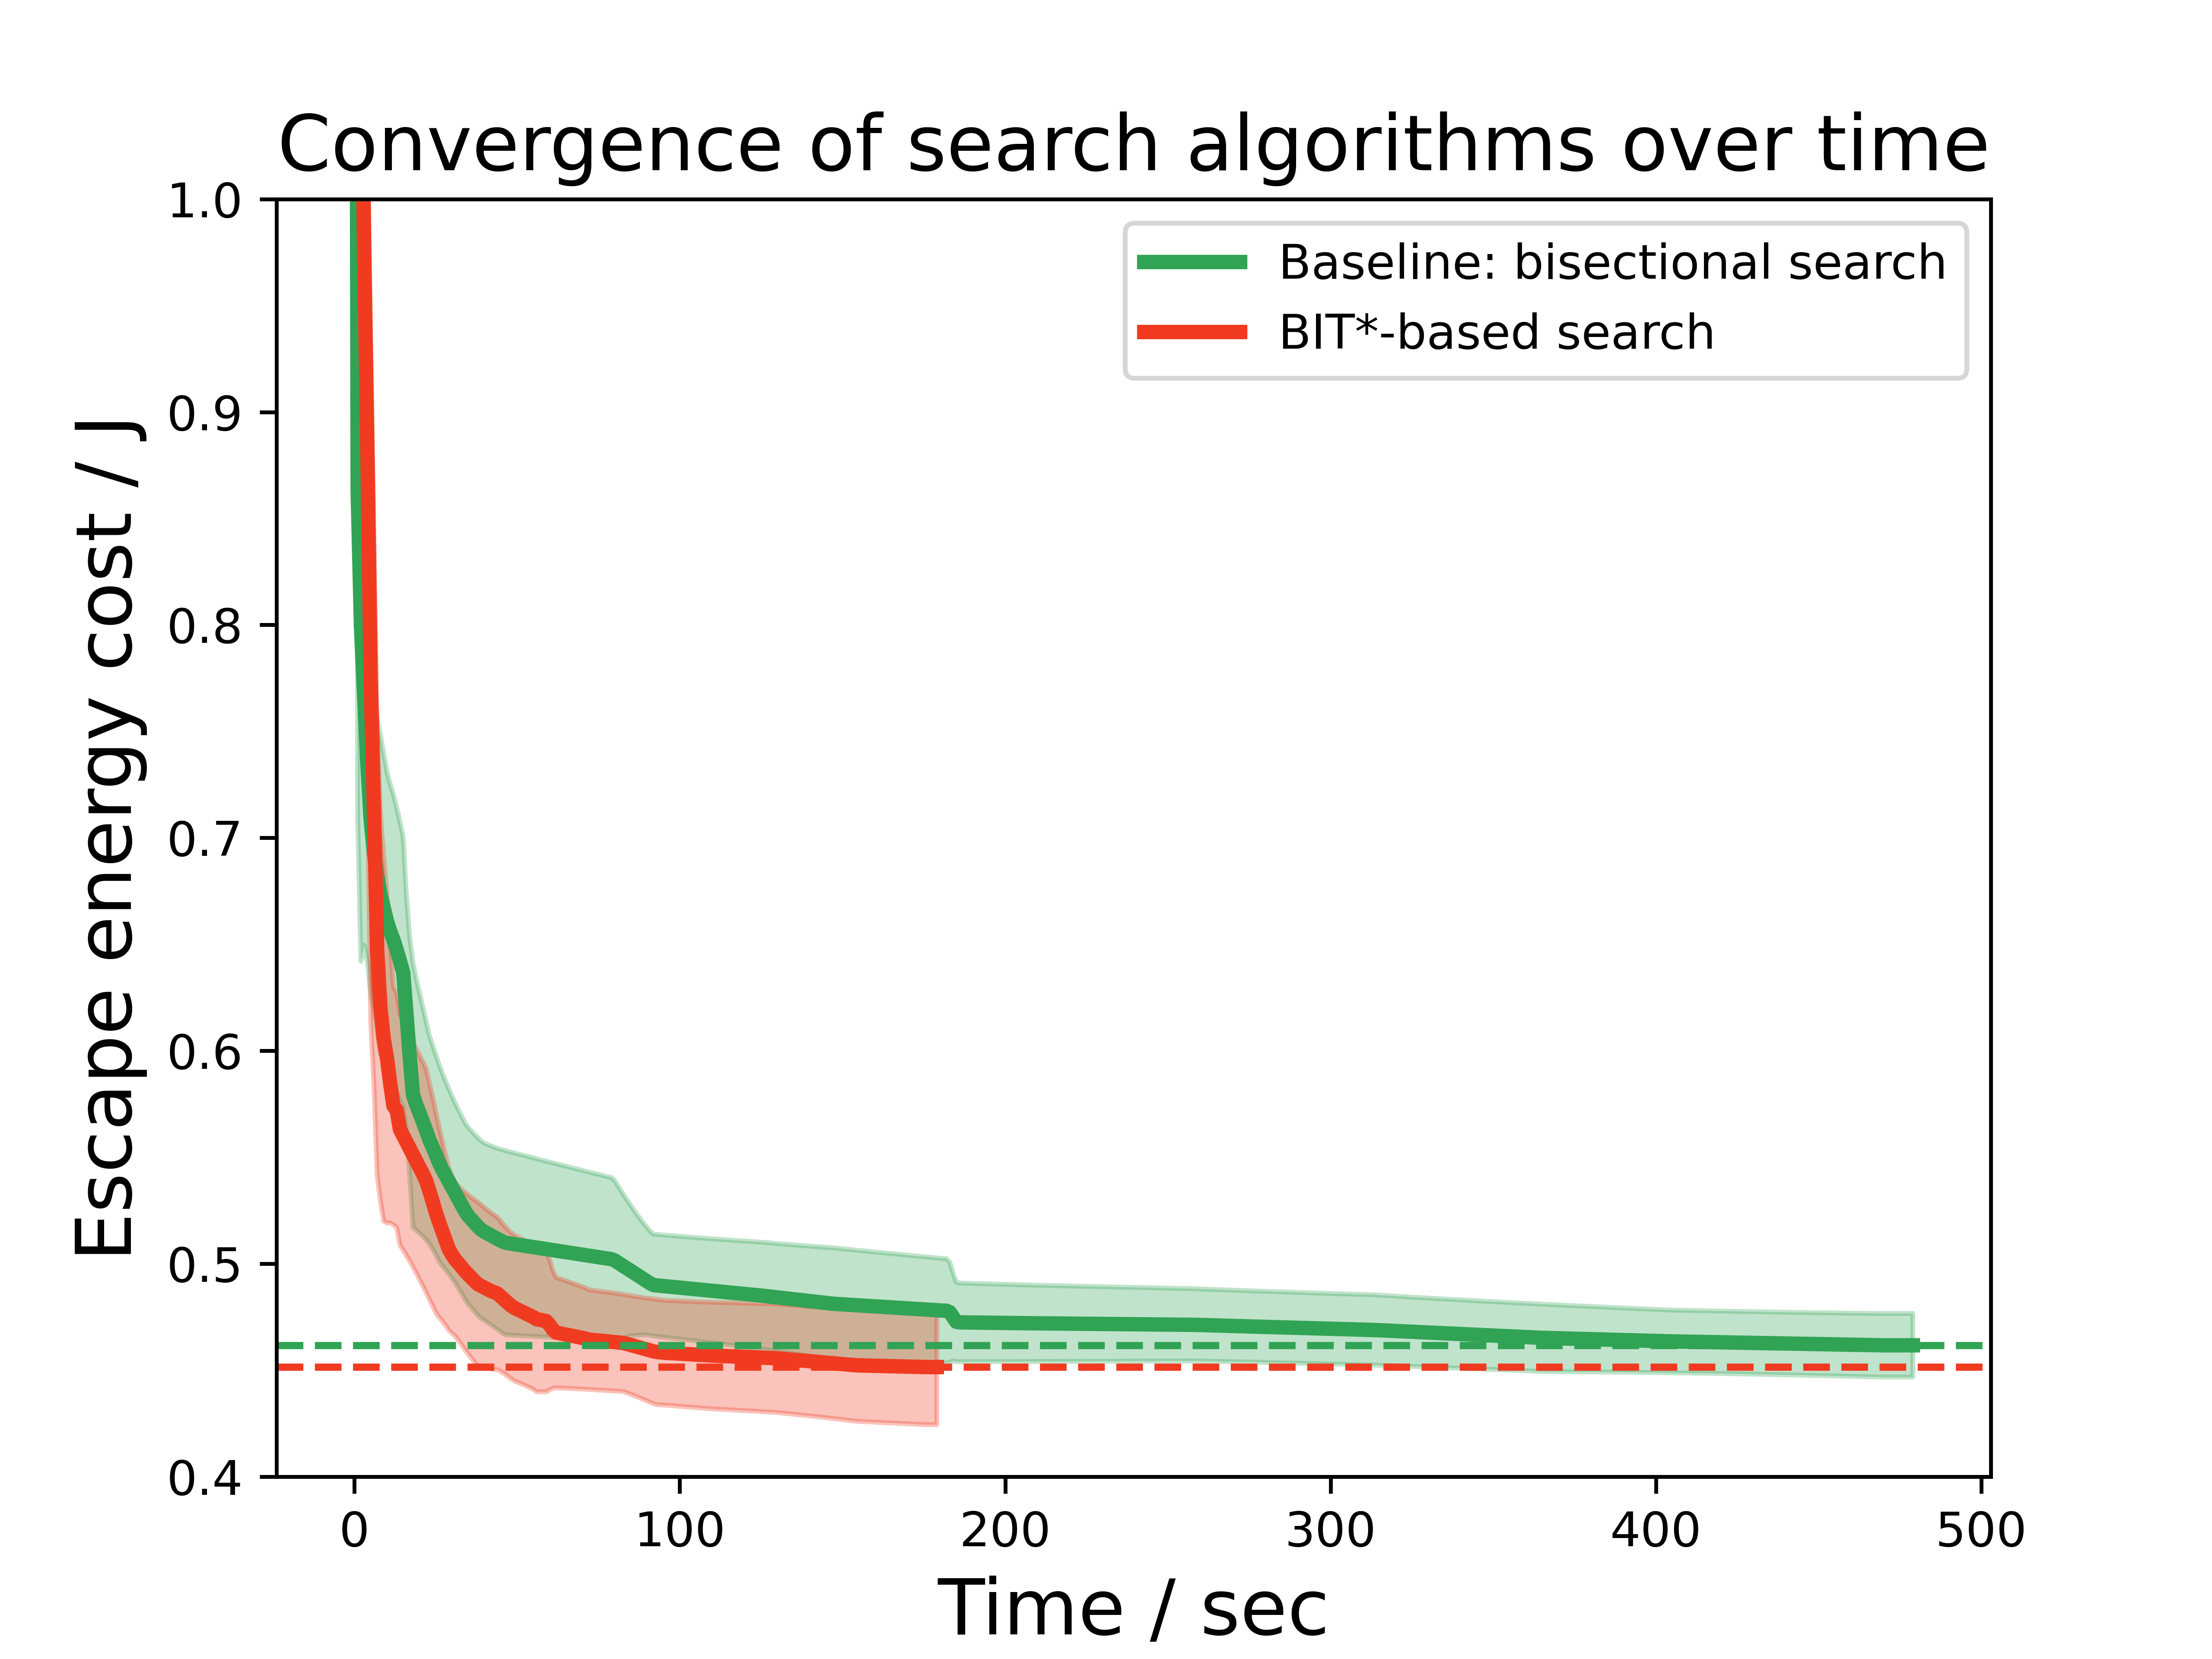 Convergence of search algorithms over time
Baseline: bisectional search
BIT*-based search
Escape energy cost / J
1.0
0.9
0.8
0.7
0.6
0.5
0.4
0
100
200
300
400
500
Time / sec